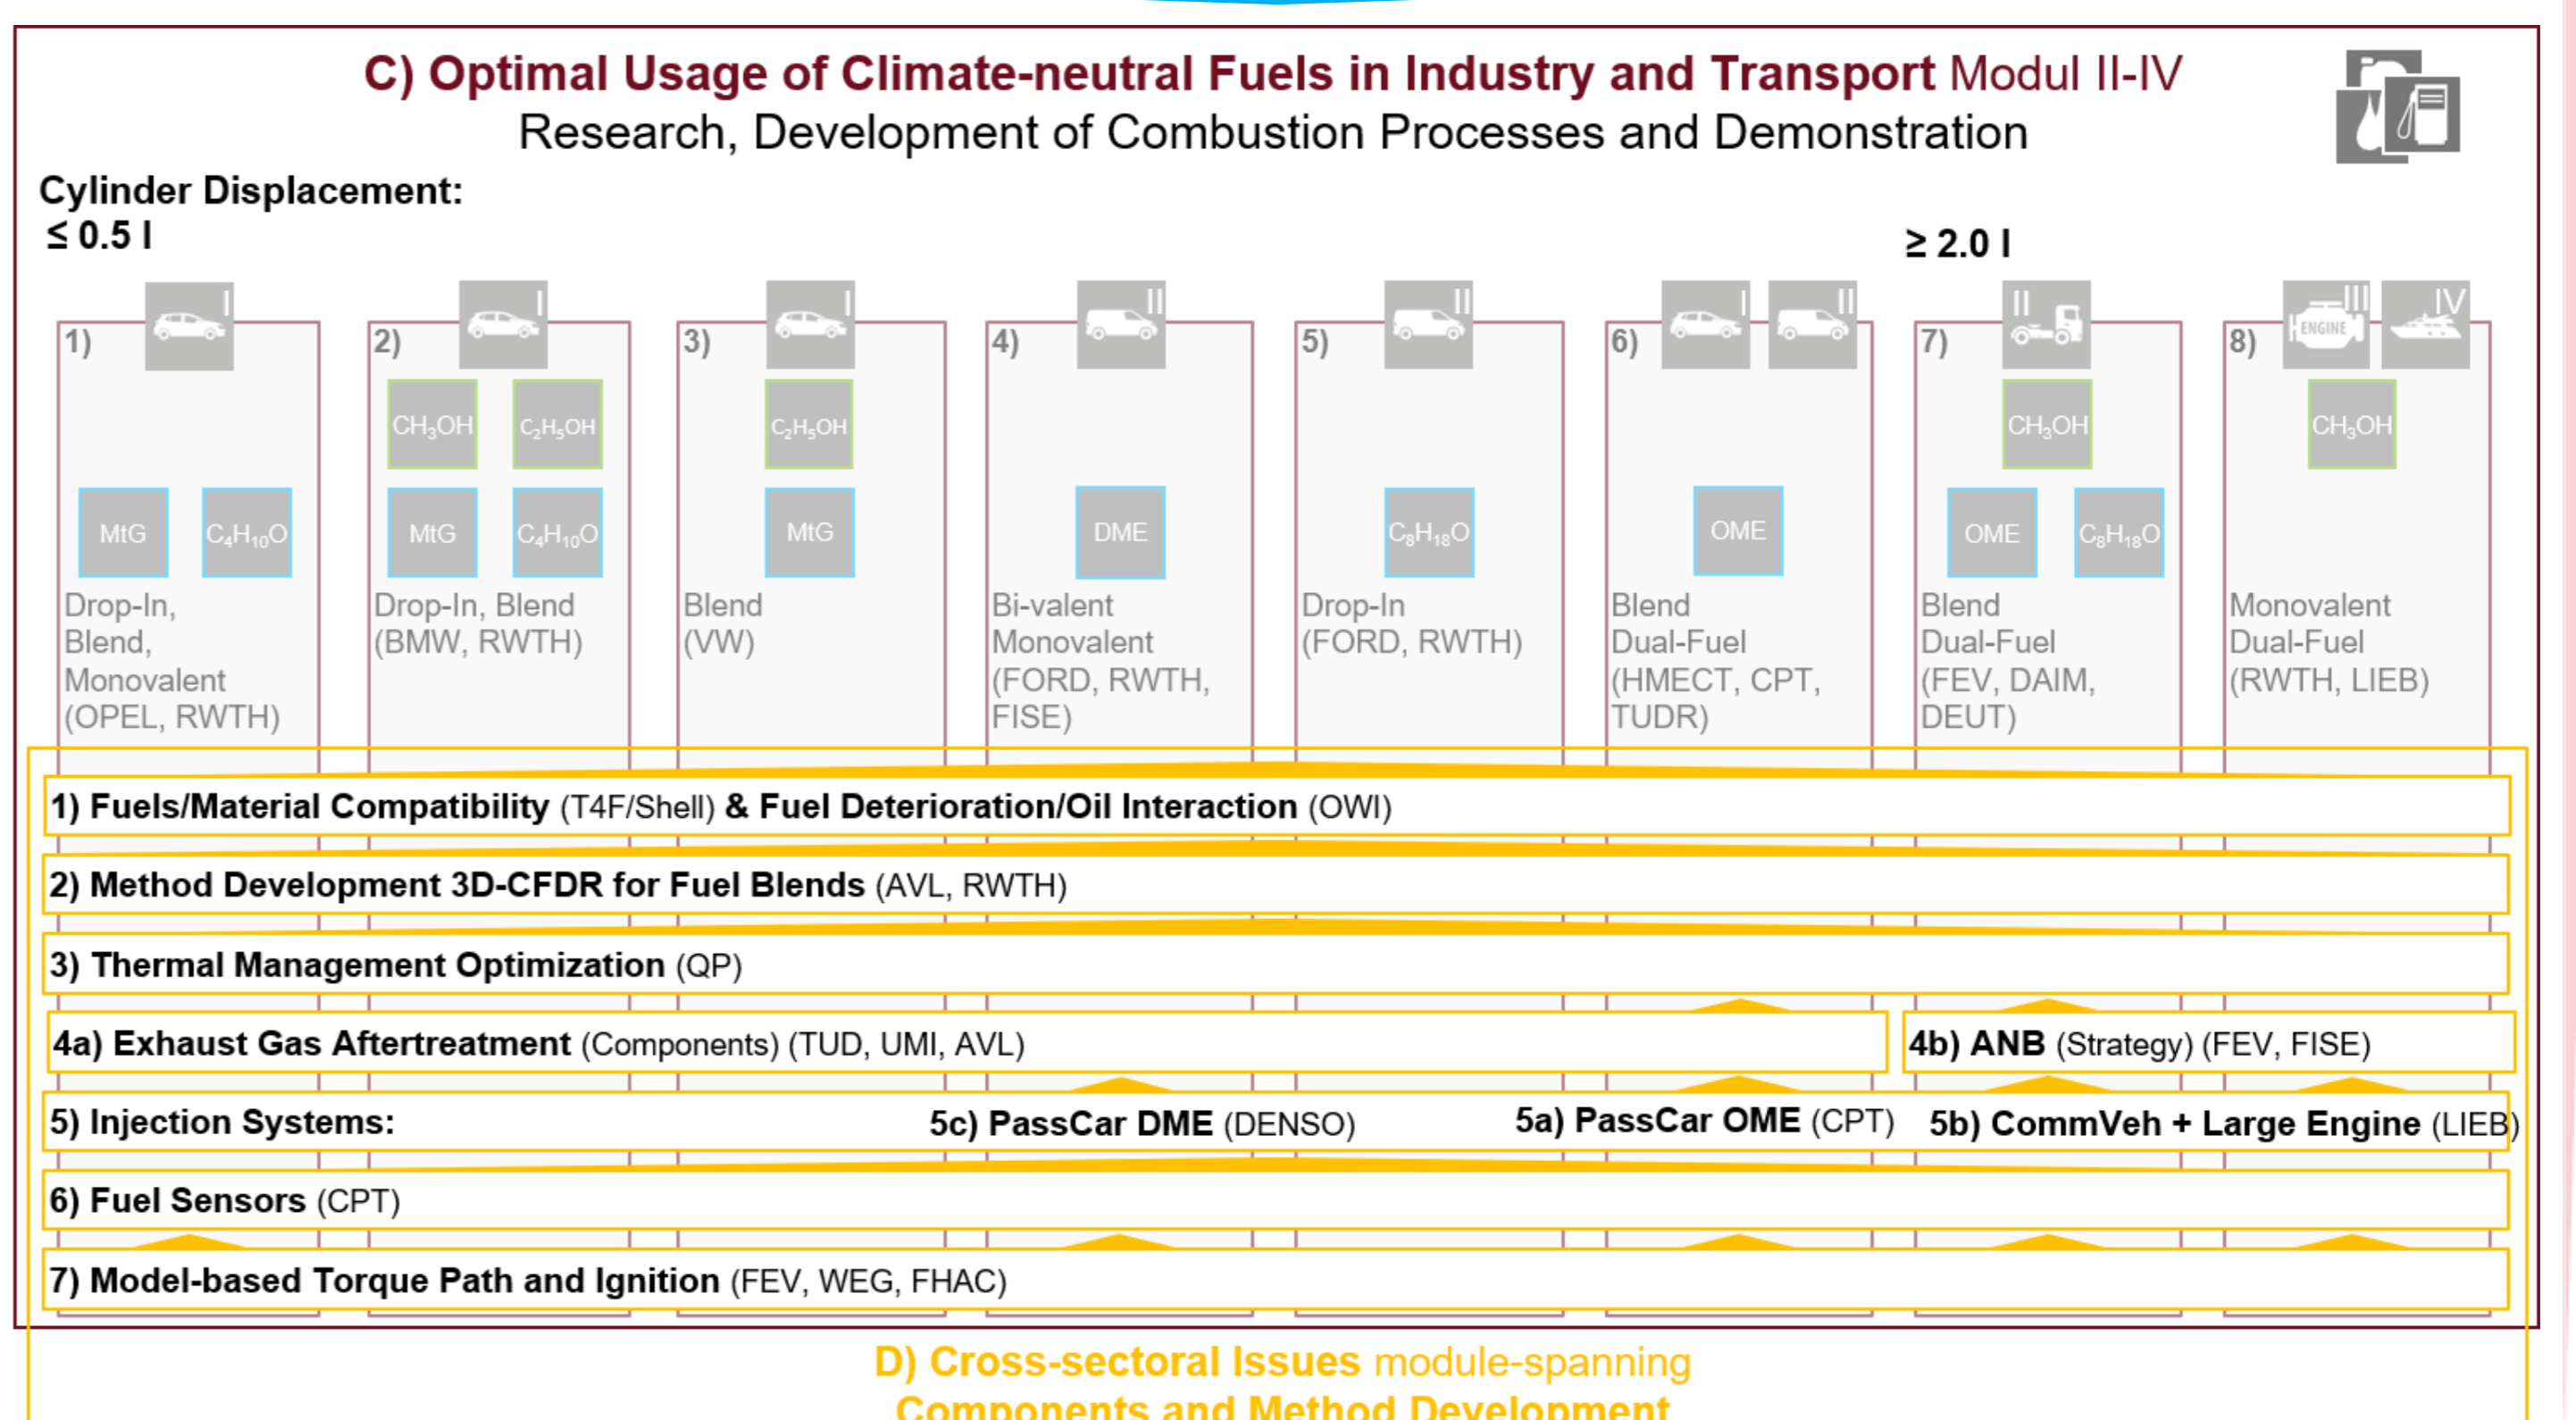 C) Optimal Usage of Climate-neutral Fuels in Industry and Transport Modul II-IV
Research, Development of Combustion Processes and Demonstration
Cylinder Displacement:
≤ 0.5 l
≥ 2.0 l
1)
I
MtG
C₄H₁₀O
Drop-In,
Blend,
Monovalent
(OPEL, RWTH)
2)
I
CH₃OH
C₂H₅OH
MtG
C₄H₁₀O
Drop-In, Blend
(BMW, RWTH)
3)
I
C₂H₅OH
MtG
Blend
(VW)
4)
II
DME
Bi-valent
Monovalent
(FORD, RWTH,
FISE)
5)
II
C₈H₁₈O
Drop-In
(FORD, RWTH)
6)
I
II
OME
Blend
Dual-Fuel
(HMECT, CPT,
TUDR)
7)
II
CH₃OH
OME
C₈H₁₈O
Blend
Dual-Fuel
(FEV, DAIM,
DEUT)
8)
III
ENGINE
IV
CH₃OH
Monovalent
Dual-Fuel
(RWTH, LIEB)
1) Fuels/Material Compatibility (T4F/Shell) & Fuel Deterioration/Oil Interaction (OWI)
2) Method Development 3D-CFDR for Fuel Blends (AVL, RWTH)
3) Thermal Management Optimization (QP)
4a) Exhaust Gas Aftertreatment (Components) (TUD, UMI, AVL)
4b) ANB (Strategy) (FEV, FISE)
5) Injection Systems:
5c) PassCar DME (DENSO)
5a) PassCar OME (CPT)
5b) CommVeh + Large Engine (LIEB)
6) Fuel Sensors (CPT)
7) Model-based Torque Path and Ignition (FEV, WEG, FHAC)
D) Cross-sectoral Issues module-spanning
Components and Method Development